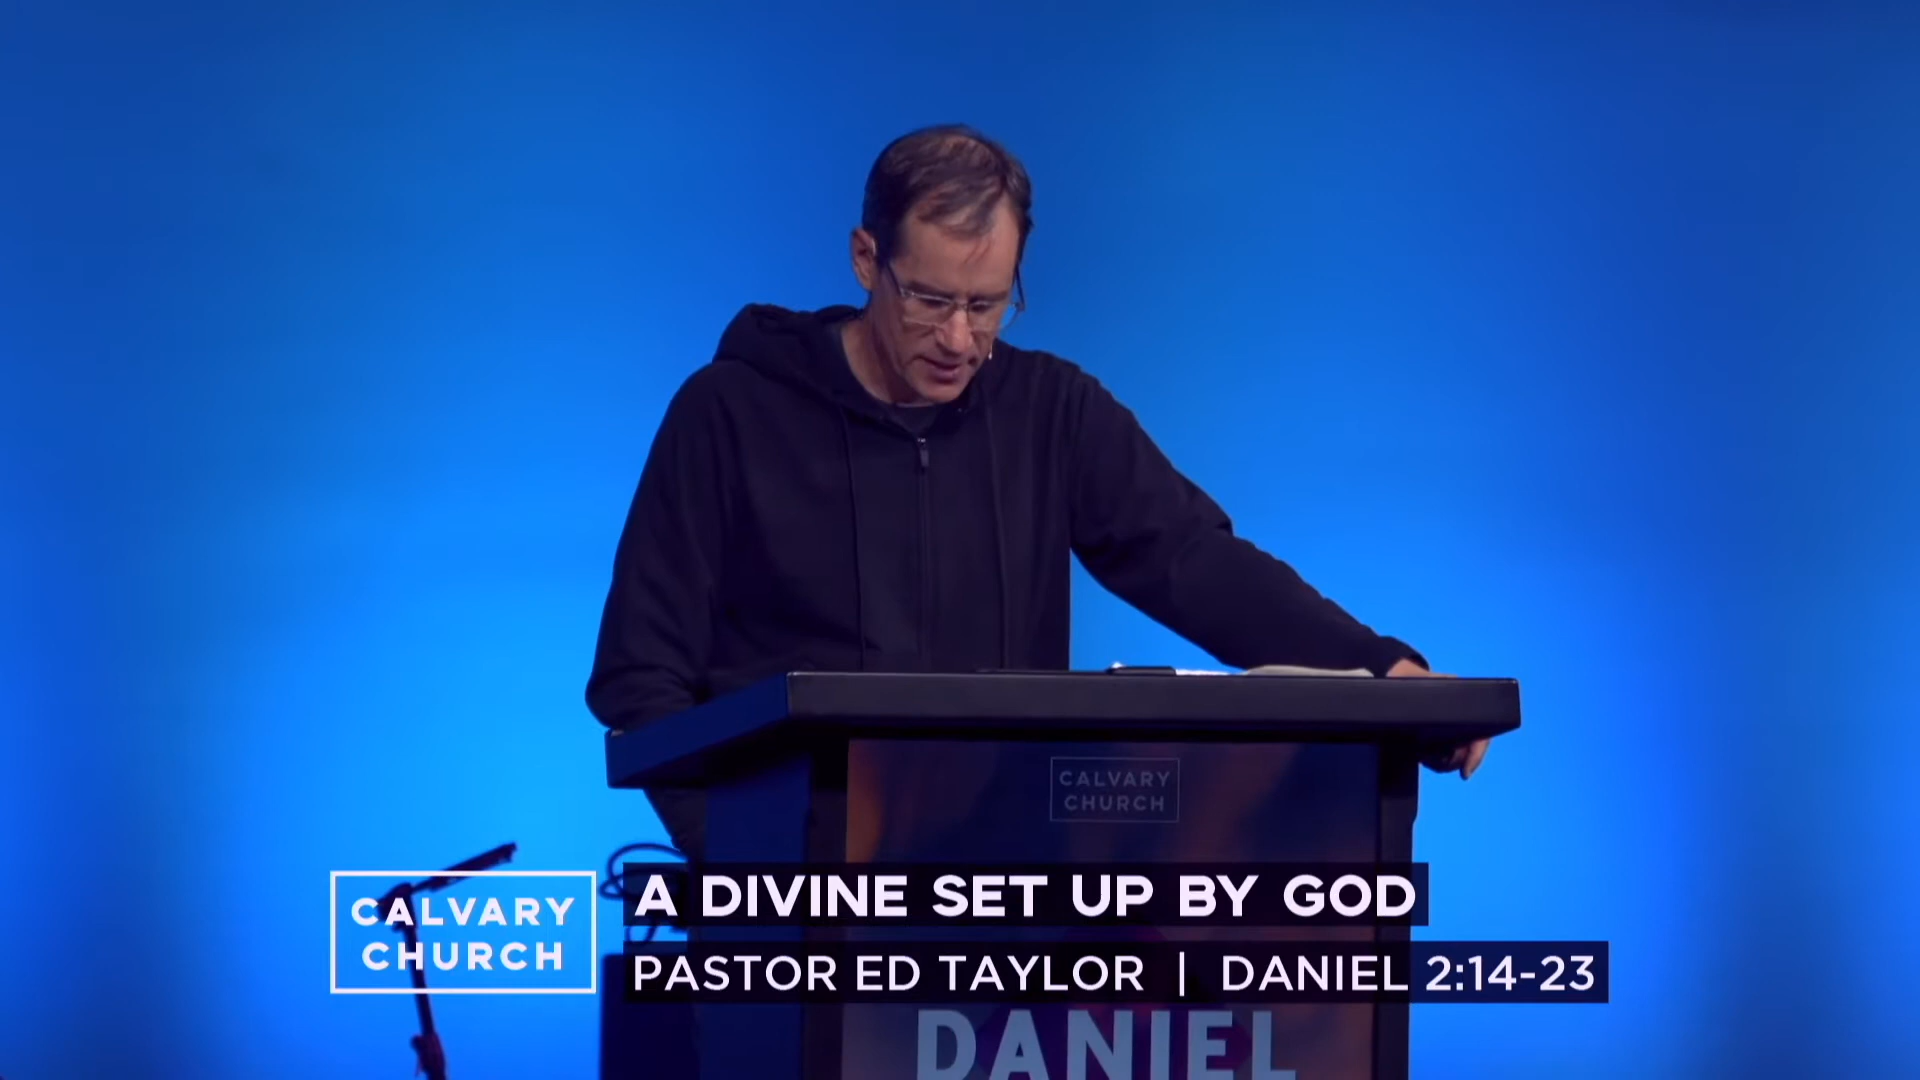 CALVARY
CHURCH
A DIVINE SET UP BY GOD
PASTOR ED TAYLOR | DANIEL 2:14-23
CALVARY
CHURCH
DANIEL